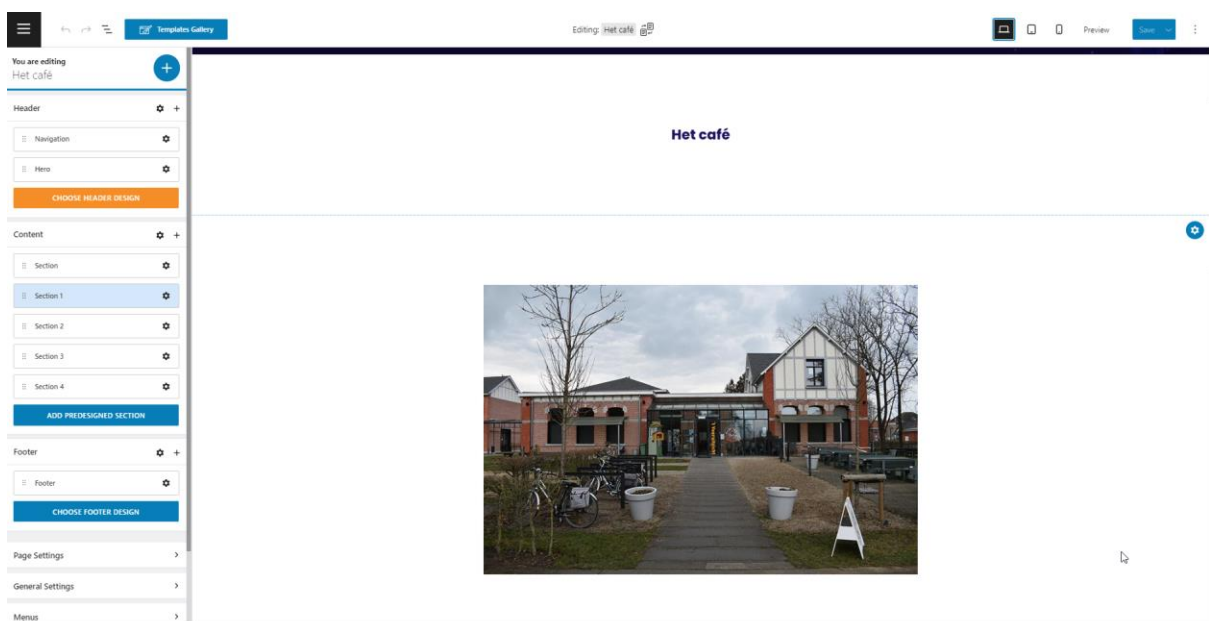 Templates Gallery
Editing: Het café
Preview
Save
You are editing
Het café
Header
Navigation
Hero
CHOOSE HEADER DESIGN
Content
Section
Section 1
Section 2
Section 3
Section 4
ADD PREDESIGNED SECTION
Footer
Footer
CHOOSE FOOTER DESIGN
Page Settings
General Settings
Menus
Het café